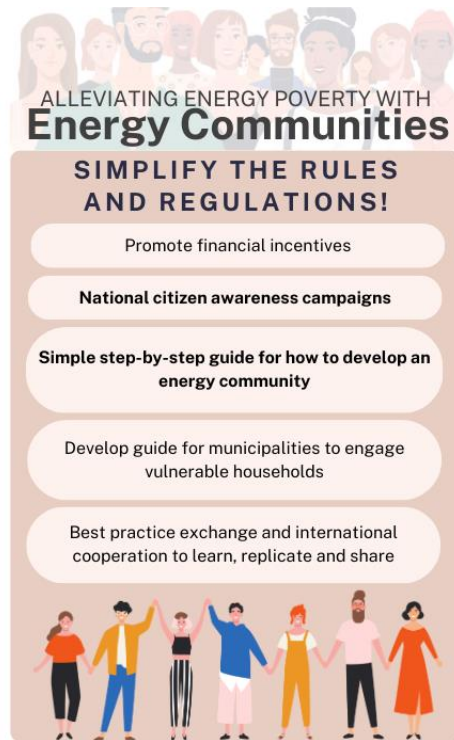 ALLEVIATING ENERGY POVERTY WITH
Energy Communities
SIMPLIFY THE RULES
AND REGULATIONS!
Promote financial incentives
National citizen awareness campaigns
Simple step-by-step guide for how to develop an
energy community
Develop guide for municipalities to engage
vulnerable households
Best practice exchange and international
cooperation to learn, replicate and share